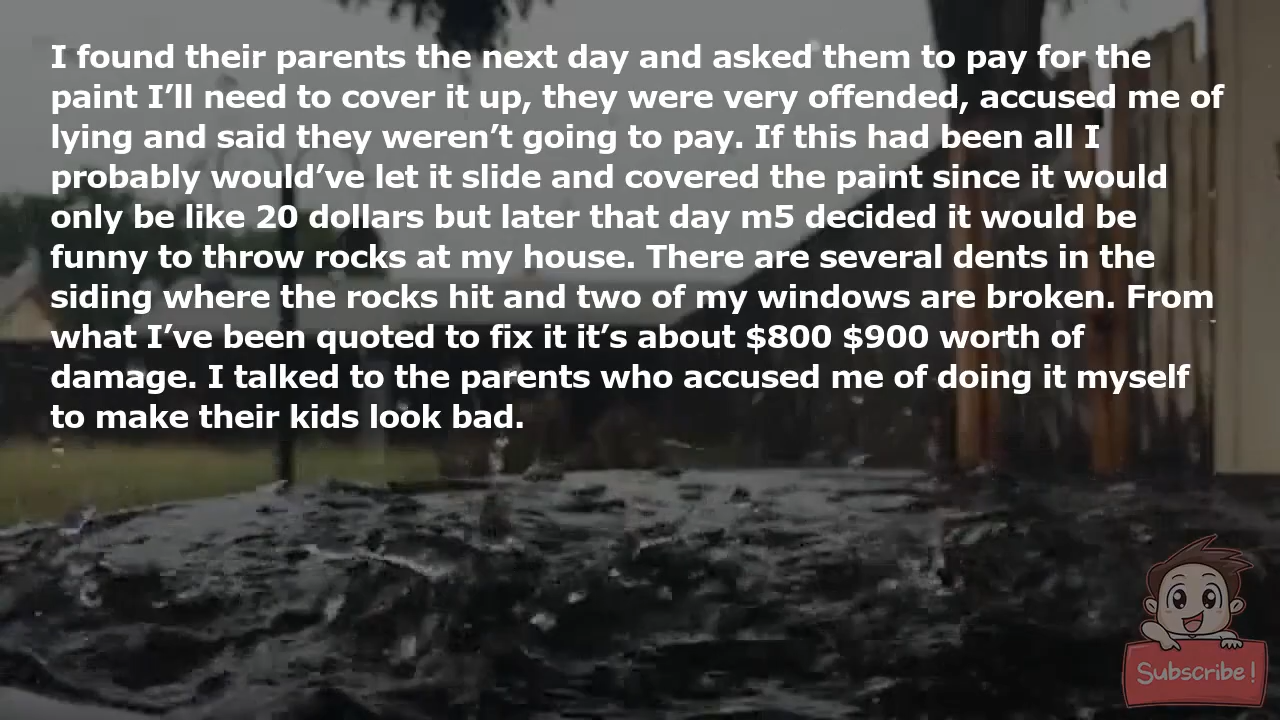 I found their parents the next day and asked them to pay for the
paint I’ll need to cover it up, they were very offended, accused me of
lying and said they weren’t going to pay. If this had been all I
probably would’ve let it slide and covered the paint since it would
only be like 20 dollars but later that day m5 decided it would be
funny to throw rocks at my house. There are several dents in the
siding where the rocks hit and two of my windows are broken. From
what I’ve been quoted to fix it it’s about $800 $900 worth of
damage. I talked to the parents who accused me of doing it myself
to make their kids look bad.
Subscribe!